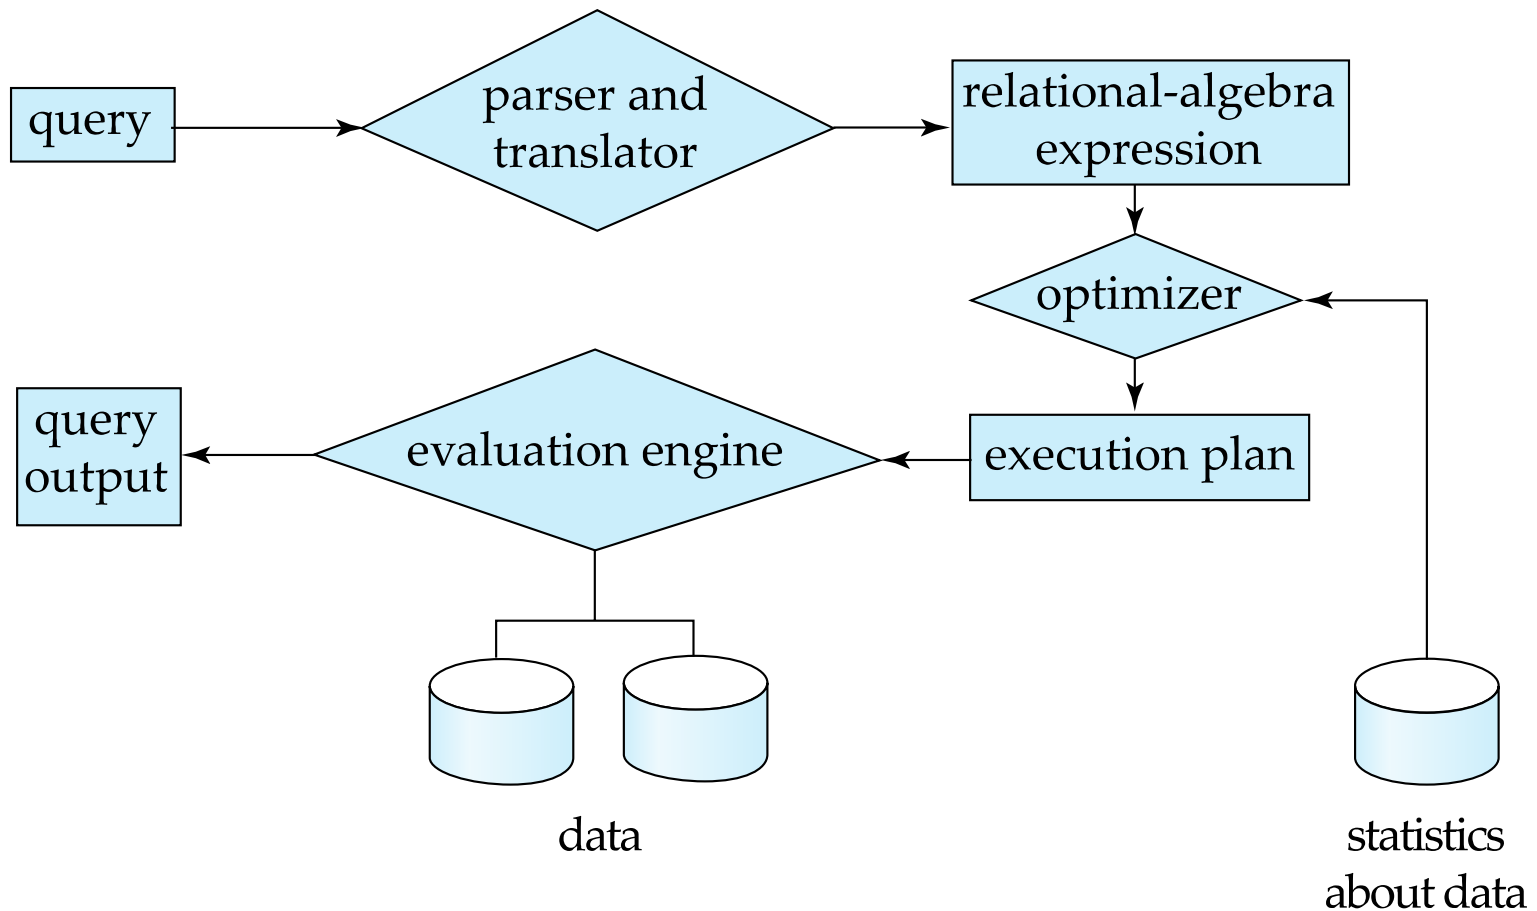 query
parser and
translator
relational-algebra
expression
optimizer
query
output
evaluation engine
execution plan
data
statistics
about data